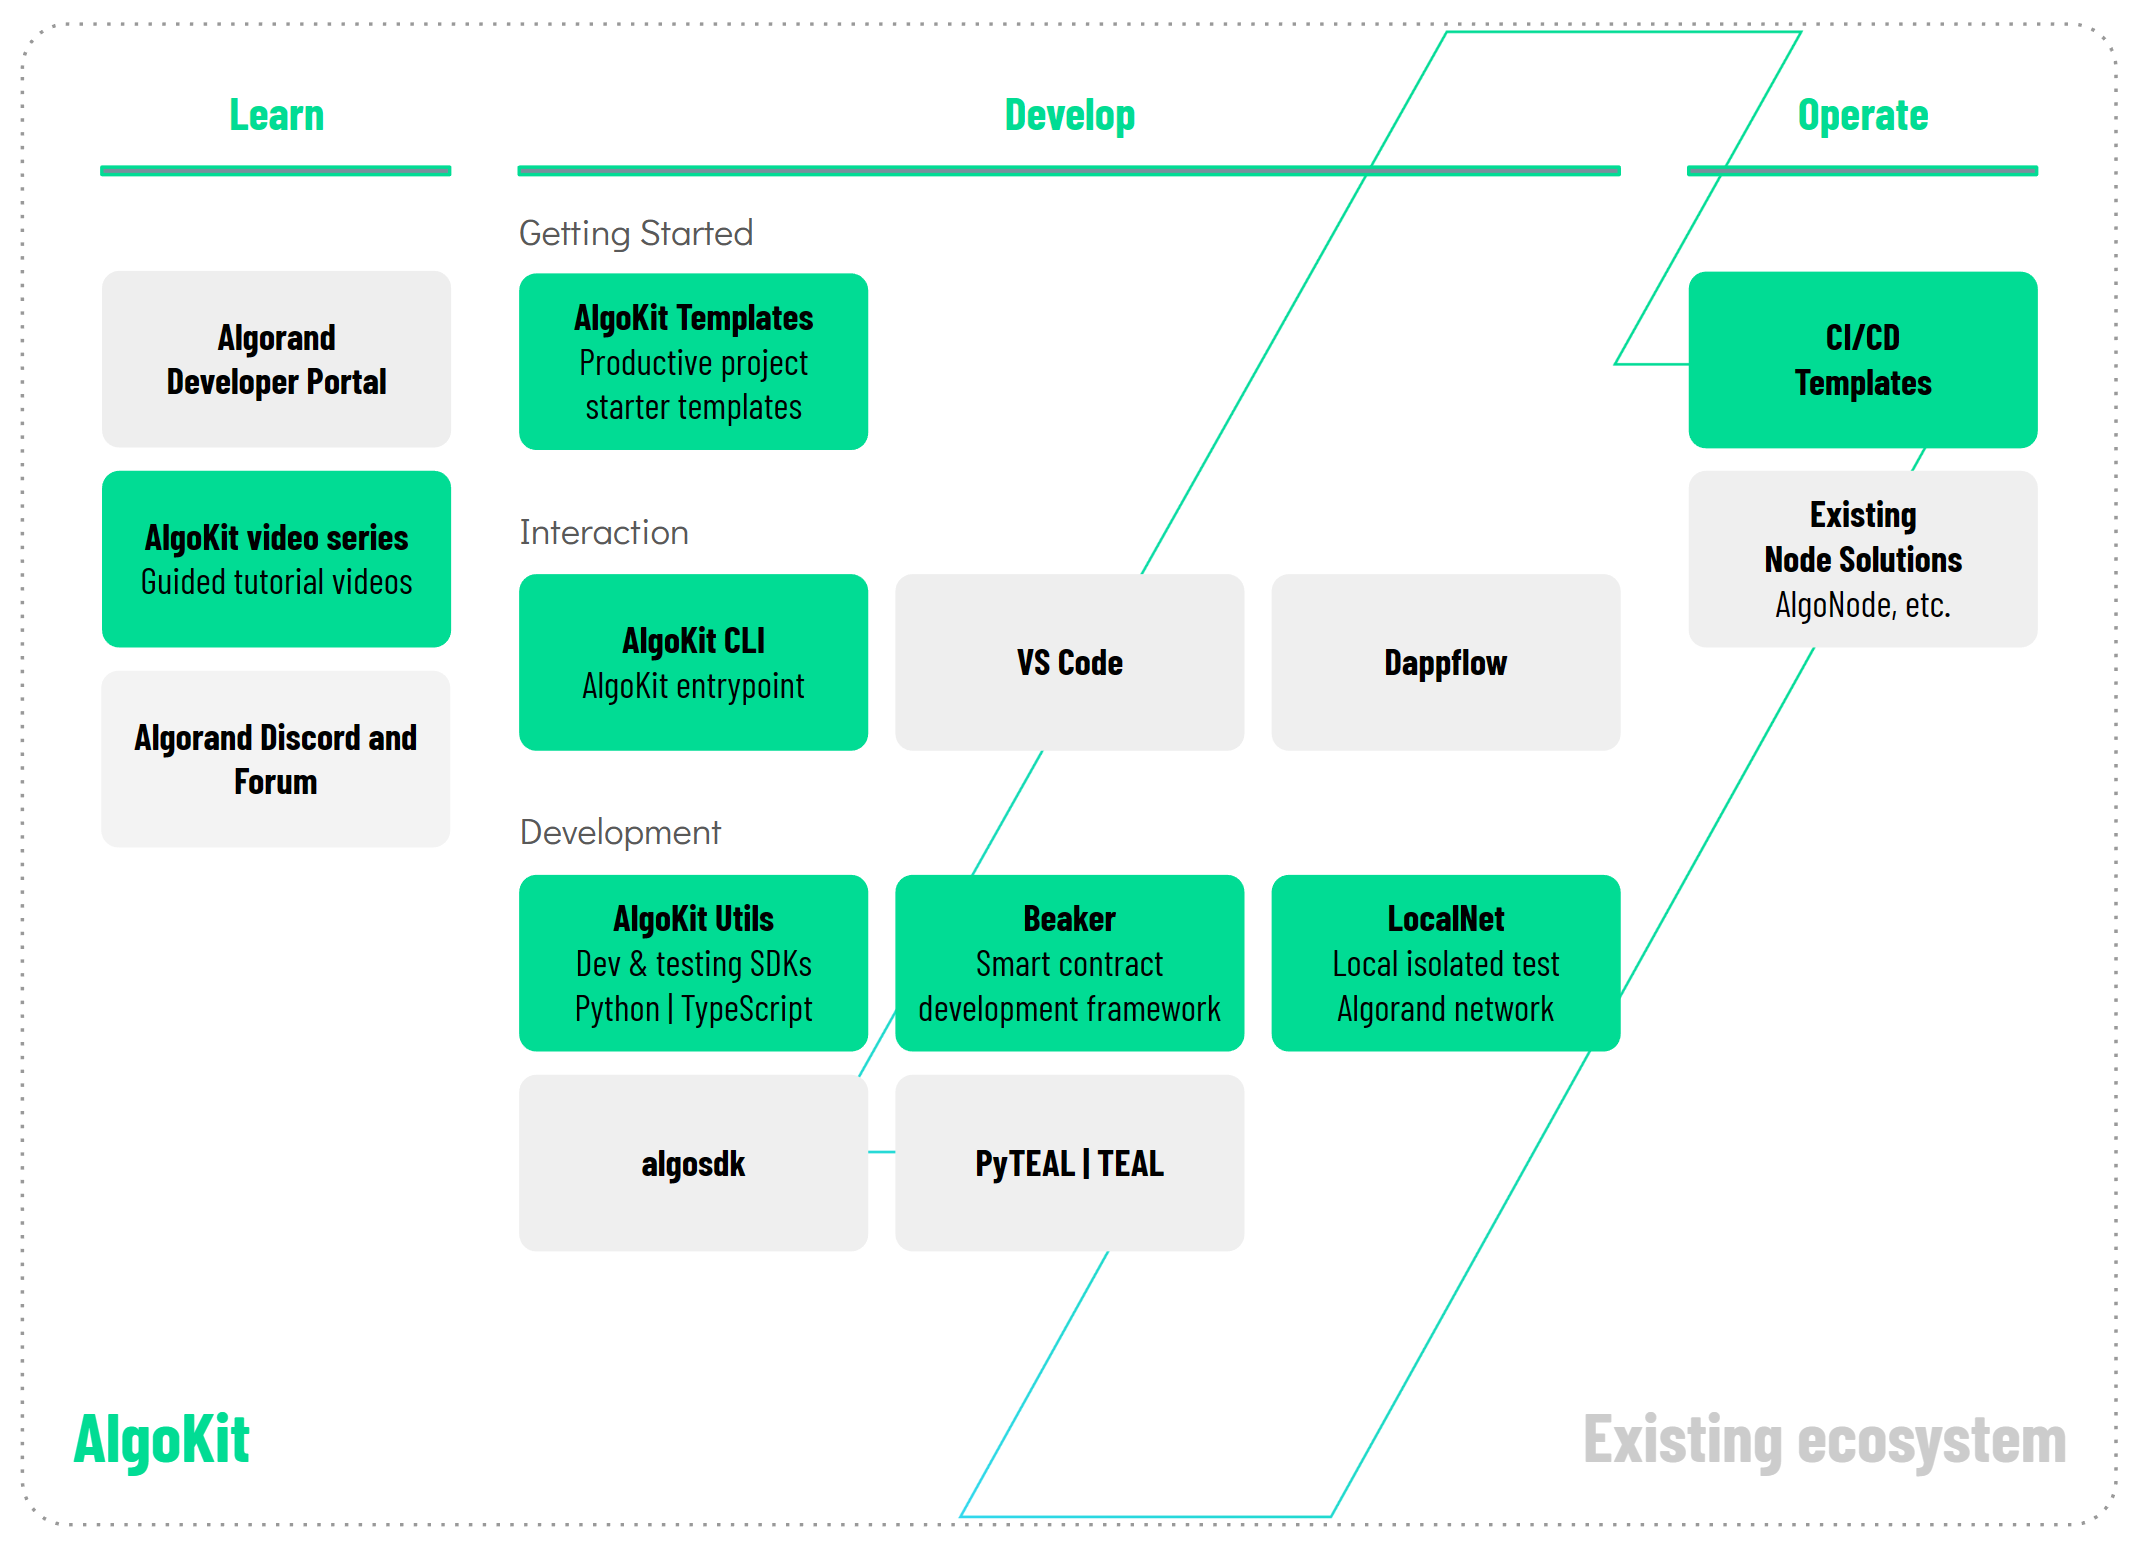 Learn
Develop
Operate
Algorand
Developer Portal
AlgoKit video series
Guided tutorial videos
Algorand Discord and
Forum
Getting Started
AlgoKit Templates
Productive project
starter templates
Interaction
AlgoKit CLI
AlgoKit entrypoint
VS Code
Dappflow
Development
AlgoKit Utils
Dev & testing SDKs
Python | TypeScript
Beaker
Smart contract
development framework
LocalNet
Local isolated test
Algorand network
algosdk
PyTEAL | TEAL
CI/CD
Templates
Existing
Node Solutions
AlgoNode, etc.
AlgoKit
Existing ecosystem